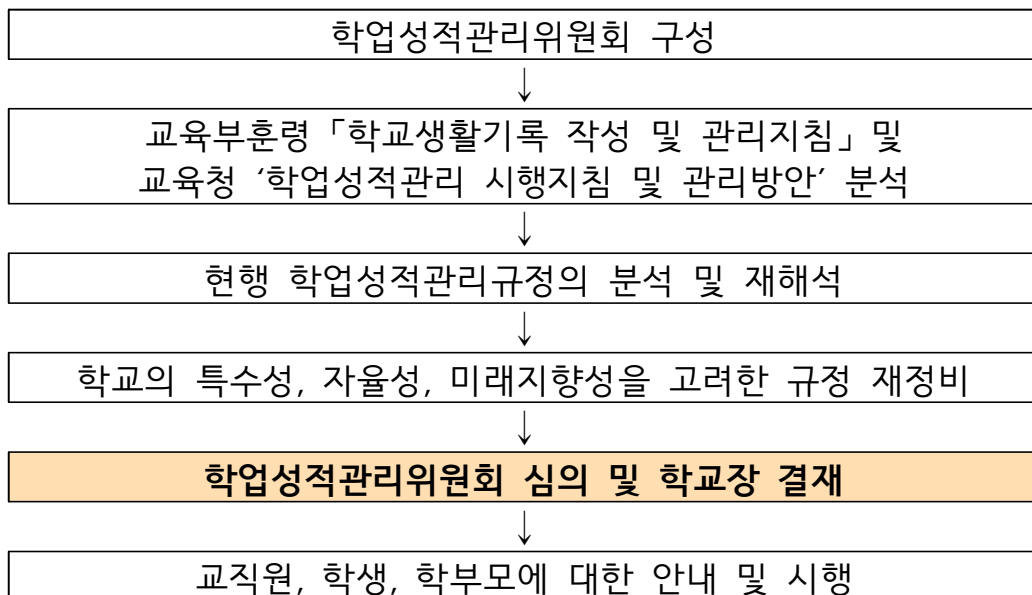 학업성적관리위원회 구성
↓
교육부훈령 「학교생활기록 작성 및 관리지침」 및
교육청 ‘학업성적관리 시행지침 및 관리방안’ 분석
↓
현행 학업성적관리규정의 분석 및 재해석
↓
학교의 특수성, 자율성, 미래지향성을 고려한 규정 재정비
↓
학업성적관리위원회 심의 및 학교장 결재
↓
교직원, 학생, 학부모에 대한 안내 및 시행